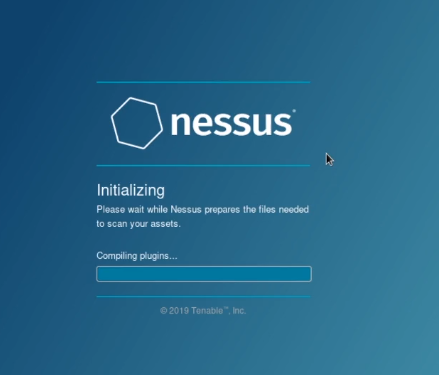 nessus®
Initializing
Please wait while Nessus prepares the files needed
to scan your assets.
Compiling plugins...
© 2019 Tenable™, Inc.